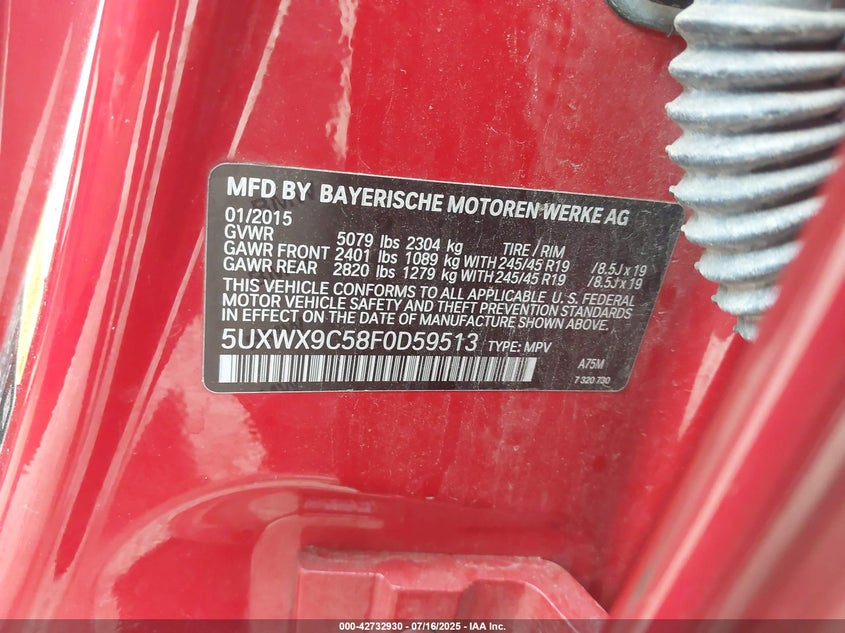 MFD BY BAYERISCHE MOTOREN WERKE AG
01/2015
GVWR 5079 lbs 2304 kg TIRE / RIM
GAWR FRONT 2401 lbs 1089 kg WITH 245/45 R19 /8.5J x 19
GAWR REAR 2820 lbs 1279 kg WITH 245/45 R19 /8.5J x 19
THIS VEHICLE CONFORMS TO ALL APPLICABLE U. S. FEDERAL
MOTOR VEHICLE SAFETY AND THEFT PREVENTION STANDARDS
IN EFFECT ON THE DATE OF MANUFACTURE SHOWN ABOVE.
5UXWX9C58F0D59513 TYPE: MPV
A75M
7 320 730
000-42732930 - 07/16/2025 - IAA Inc.